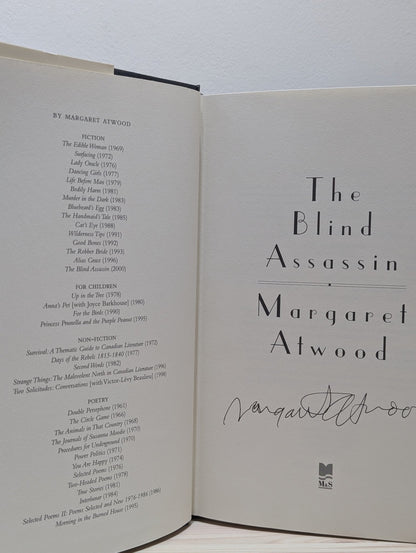 BY MARGARET ATWOOD
FICTION
The Edible Woman (1969)
Surfacing (1972)
Lady Oracle (1976)
Dancing Girls (1977)
Life Before Man (1979)
Bodily Harm (1981)
Murder in the Dark (1983)
Bluebeard's Egg (1983)
The Handmaid's Tale (1985)
Cat's Eye (1988)
Wilderness Tips (1991)
Good Bones (1992)
The Robber Bride (1993)
Alias Grace (1996)
The Blind Assassin (2000)
FOR CHILDREN
Up in the Tree (1978)
Anna's Pet [with Joyce Barkhouse] (1980)
For the Birds (1990)
Princess Prunella and the Purple Peanut (1995)
NON-FICTION
Survival: A Thematic Guide to Canadian Literature (1972)
Days of the Rebels 1815-1840 (1977)
Second Words (1982)
Strange Things: The Malevolent North in Canadian Literature (1996)
Two Solicitudes: Conversations [with Victor-Lévy Beaulieu] (1998)
POETRY
Double Persephone (1961)
The Circle Game (1966)
The Animals in That Country (1968)
The Journals of Susanna Moodie (1970)
Procedures for Underground (1970)
Power Politics (1971)
You Are Happy (1974)
Selected Poems (1976)
Two-Headed Poems (1978)
True Stories (1981)
Interlunar (1984)
Selected Poems II: Poems Selected and New 1976-1986 (1986)
Morning in the Burned House (1995)
The
Blind
Assassin
Margaret
Atwood
Margaret Atwood
M&S